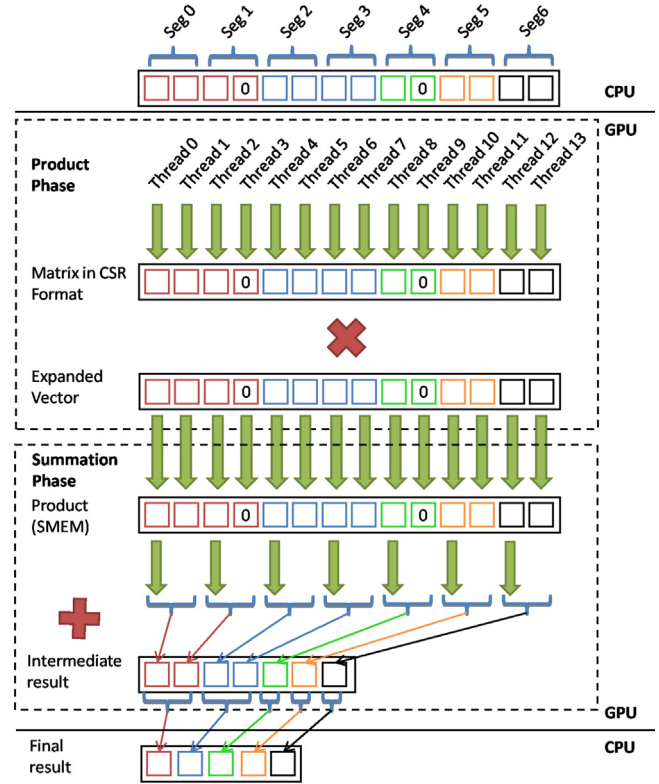 Seg 0 Seg 1 Seg 2 Seg 3 Seg 4 Seg 5 Seg6
0 0
CPU
GPU
Product
Phase
Thread 0 Thread 1 Thread 2 Thread 3 Thread 4 Thread 5 Thread 6 Thread 7 Thread 8 Thread 9 Thread 10 Thread 11 Thread 12 Thread 13
Matrix in CSR
Format
0 0
Expanded
Vector
0 0
Summation
Phase
Product
(SMEM)
0 0
Intermediate
result
GPU
Final
result
CPU